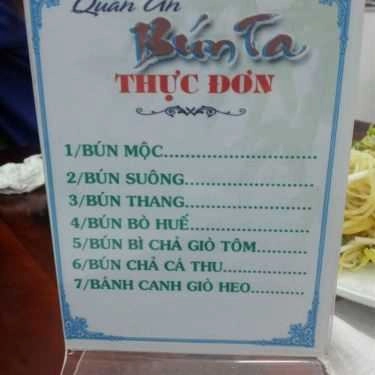 Quán Ăn
Bún Ta
THỰC ĐƠN
1/BÚN MỘC......................
2/BÚN SUÔNG..................
3/BÚN THANG..................
4/BÚN BÒ HUẾ.................
5/BÚN BÌ CHẢ GIÒ TÔM........
6/BÚN CHẢ CÁ THU............
7/BÁNH CANH GIÒ HEO........